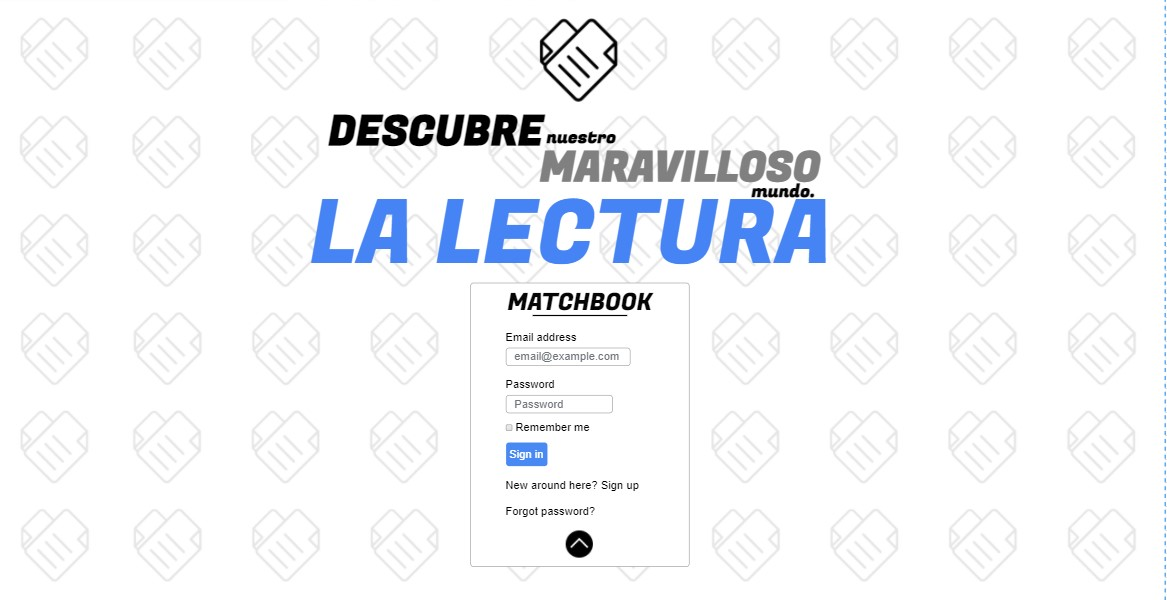 DESCUBRE nuestro
MARAVILLOSO
mundo.
LA LECTURA
MATCHBOOK
Email address
email@example.com
Password
Password
Remember me
Sign in
New around here? Sign up
Forgot password?